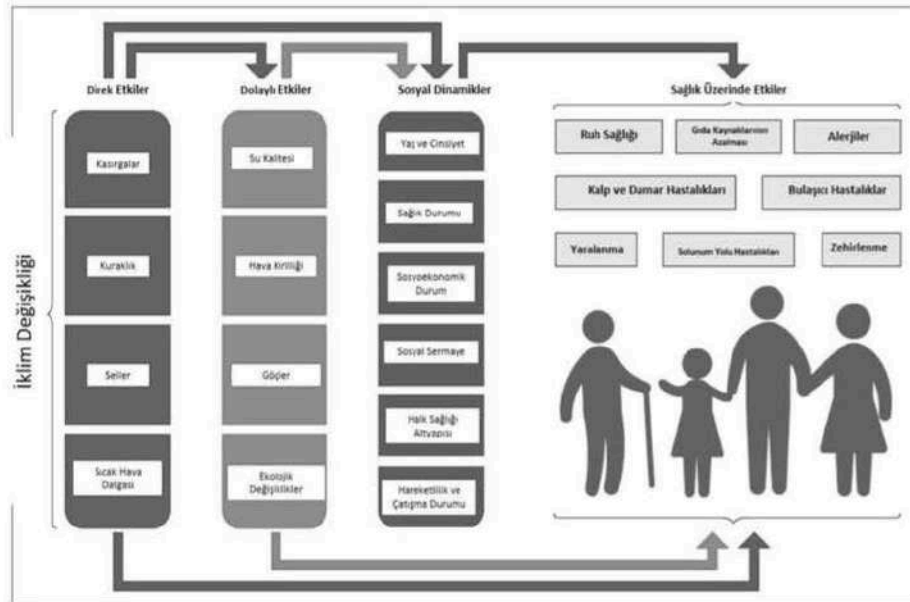 Direk Etkiler
Dolaylı Etkiler
Sosyal Dinamikler
Sağlık Üzerinde Etkiler
İklim Değişikliği
Kasırgalar
Kuraklık
Seller
Sıcak Hava
Dalgası
Su Kalitesi
Hava Kirliliği
Göçler
Ekolojik
Değişiklikler
Yaş ve Cinsiyet
Sağlık Durumu
Sosyoekonomik
Durum
Sosyal Sermaye
Halk Sağlığı
Altyapısı
Hareketlilik ve
Çatışma Durumu
Ruh Sağlığı
Gıda Kaynaklarının
Azalması
Alerjiler
Kalp ve Damar Hastalıkları
Bulaşıcı Hastalıklar
Yaralanma
Solunum Yolu Hastalıkları
Zehirlenme